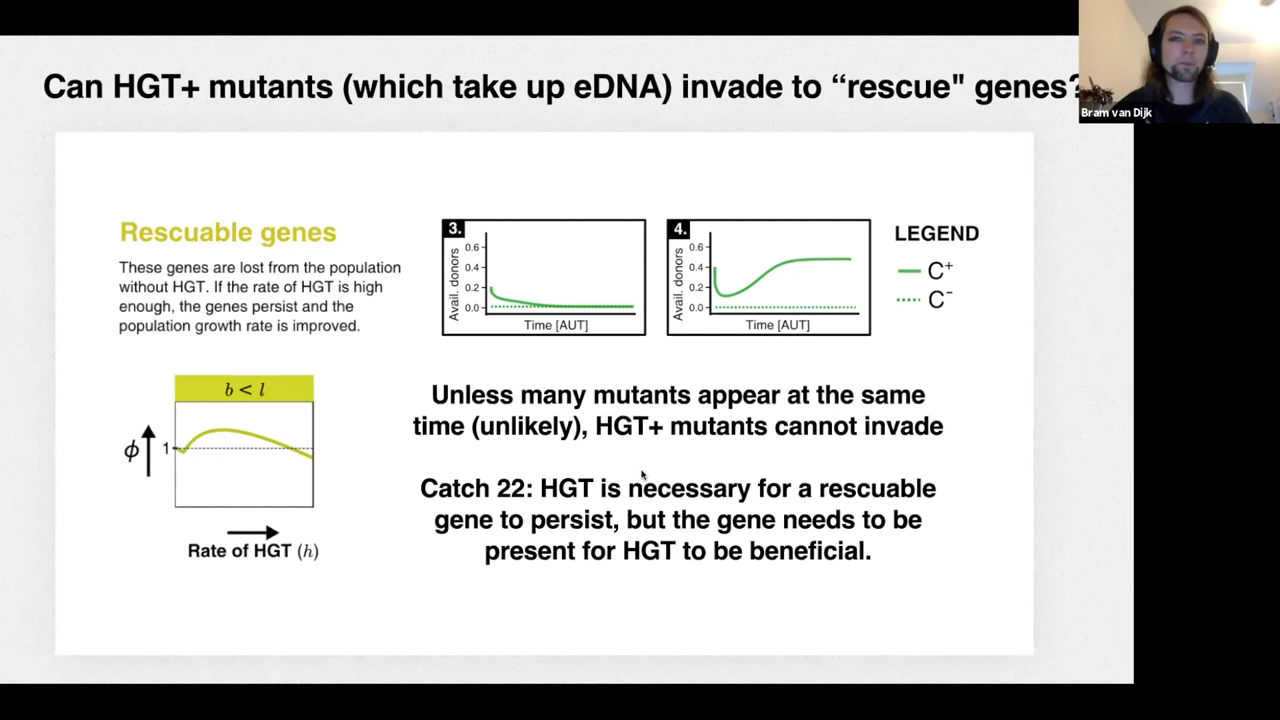 Can HGT+ mutants (which take up eDNA) invade to “rescue" genes?
Bram van Dijk
Rescuable genes
These genes are lost from the population
without HGT. If the rate of HGT is high
enough, the genes persist and the
population growth rate is improved.
b < l
ϕ
1
Rate of HGT (h)
3.
Avail. donors
0.6
0.4
0.2
0.0
Time [AUT]
4.
Avail. donors
0.6
0.4
0.2
0.0
Time [AUT]
LEGEND
C+
C-
Unless many mutants appear at the same
time (unlikely), HGT+ mutants cannot invade
Catch 22: HGT is necessary for a rescuable
gene to persist, but the gene needs to be
present for HGT to be beneficial.